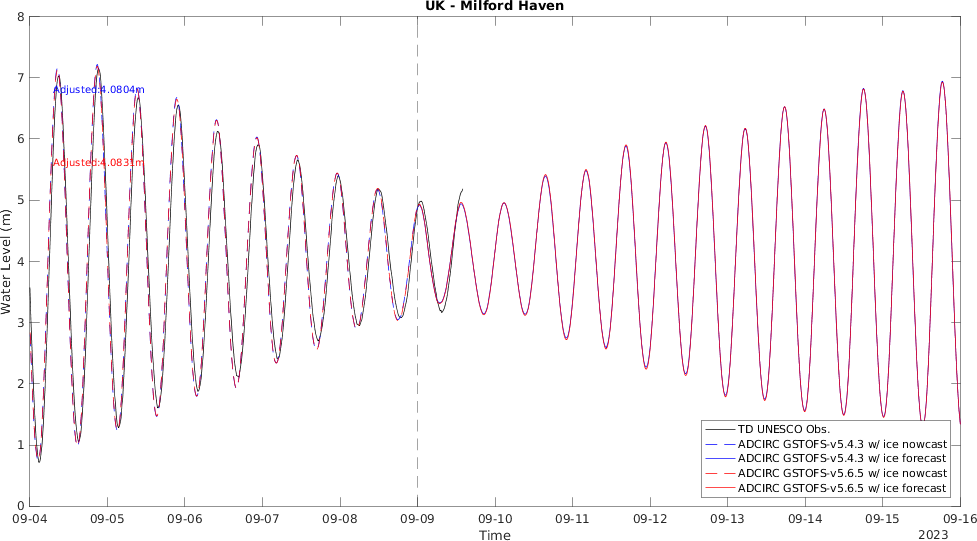 UK - Milford Haven
8
7
6
5
4
3
2
1
0
Water Level (m)
Adjusted:4.0804m
Adjusted:4.0831m
TD UNESCO Obs.
ADCIRC GSTOFS-v5.4.3 w/ ice nowcast
ADCIRC GSTOFS-v5.4.3 w/ ice forecast
ADCIRC GSTOFS-v5.6.5 w/ ice nowcast
ADCIRC GSTOFS-v5.6.5 w/ ice forecast
09-04 09-05 09-06 09-07 09-08 09-09 09-10 09-11 09-12 09-13 09-14 09-15 09-16
Time
2023